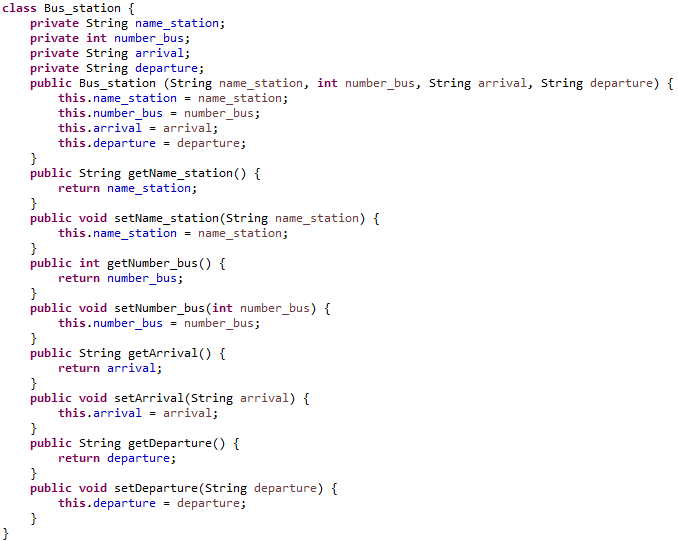 class Bus_station {
    private String name_station;
    private int number_bus;
    private String arrival;
    private String departure;
    public Bus_station (String name_station, int number_bus, String arrival, String departure) {
        this.name_station = name_station;
        this.number_bus = number_bus;
        this.arrival = arrival;
        this.departure = departure;
    }
    public String getName_station() {
        return name_station;
    }
    public void setName_station(String name_station) {
        this.name_station = name_station;
    }
    public int getNumber_bus() {
        return number_bus;
    }
    public void setNumber_bus(int number_bus) {
        this.number_bus = number_bus;
    }
    public String getArrival() {
        return arrival;
    }
    public void setArrival(String arrival) {
        this.arrival = arrival;
    }
    public String getDeparture() {
        return departure;
    }
    public void setDeparture(String departure) {
        this.departure = departure;
    }
}